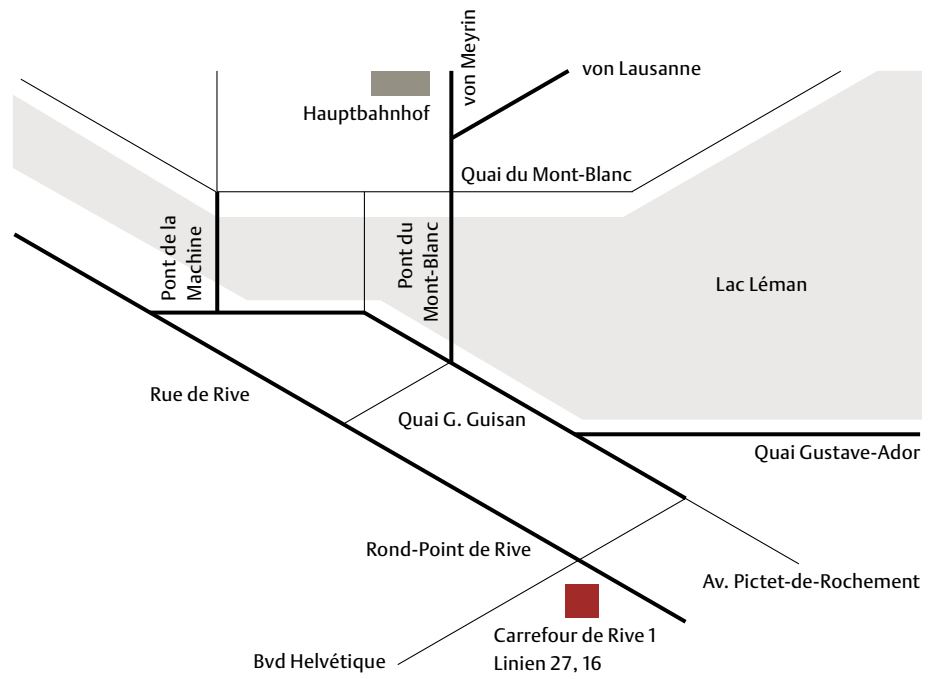 von Meyrin
von Lausanne
Hauptbahnhof
Quai du Mont-Blanc
Pont de la
Machine
Pont du
Mont-Blanc
Lac Léman
Rue de Rive
Quai G. Guisan
Quai Gustave-Ador
Rond-Point de Rive
Av. Pictet-de-Rochement
Carrefour de Rive 1
Linien 27, 16
Bvd Helvétique